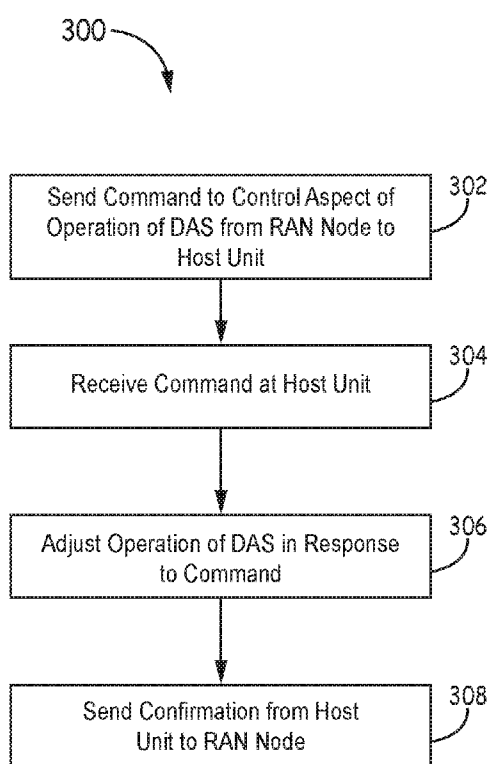 300
302
Send Command to Control Aspect of
Operation of DAS from RAN Node to
Host Unit
304
Receive Command at Host Unit
306
Adjust Operation of DAS in Response
to Command
308
Send Confirmation from Host
Unit to RAN Node